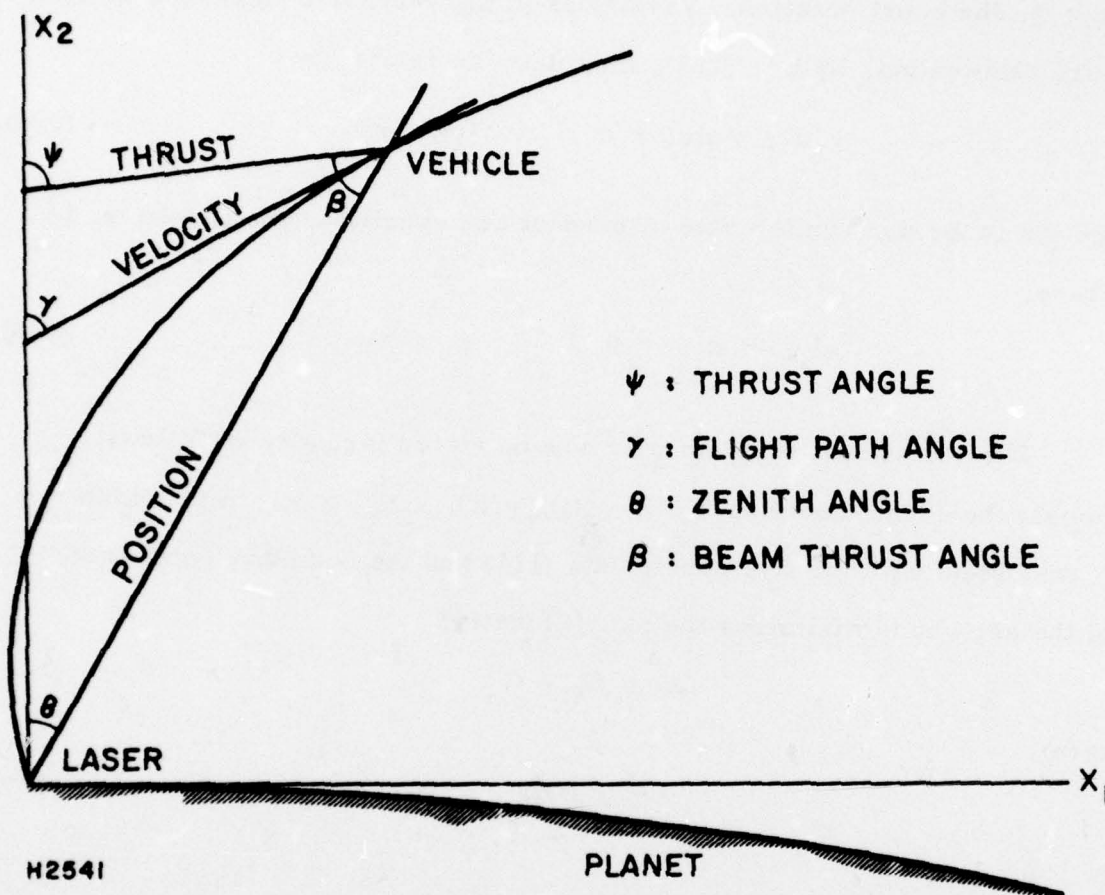 X2
ψ
THRUST
VEHICLE
β
VELOCITY
γ
ψ : THRUST ANGLE
γ : FLIGHT PATH ANGLE
θ : ZENITH ANGLE
β : BEAM THRUST ANGLE
POSITION
θ
LASER
X1
H2541
PLANET